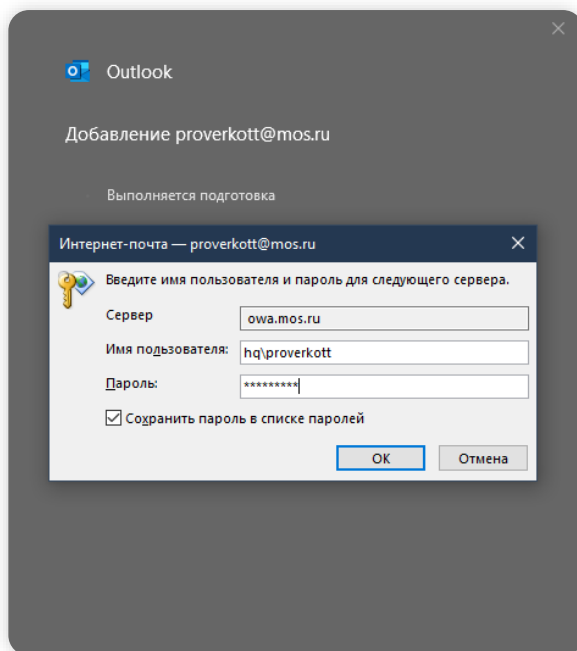 Outlook
Добавление proverkott@mos.ru
Выполняется подготовка
Интернет-почта — proverkott@mos.ru
Введите имя пользователя и пароль для следующего сервера.
Сервер owa.mos.ru
Имя пользователя: hq\proverkott
Пароль: *********
Сохранить пароль в списке паролей
ОК Отмена